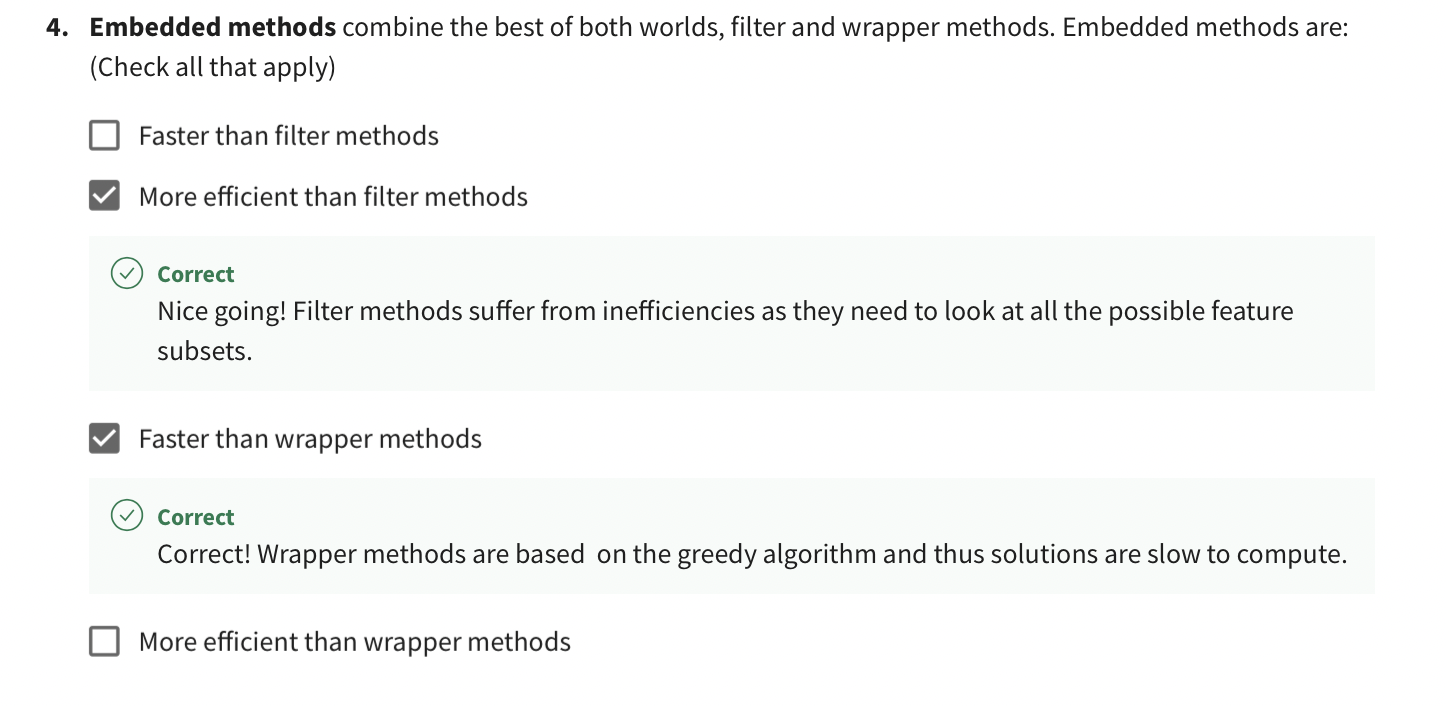 4. Embedded methods combine the best of both worlds, filter and wrapper methods. Embedded methods are:
(Check all that apply)
Faster than filter methods
More efficient than filter methods
Correct
Nice going! Filter methods suffer from inefficiencies as they need to look at all the possible feature
subsets.
Faster than wrapper methods
Correct
Correct! Wrapper methods are based on the greedy algorithm and thus solutions are slow to compute.
More efficient than wrapper methods